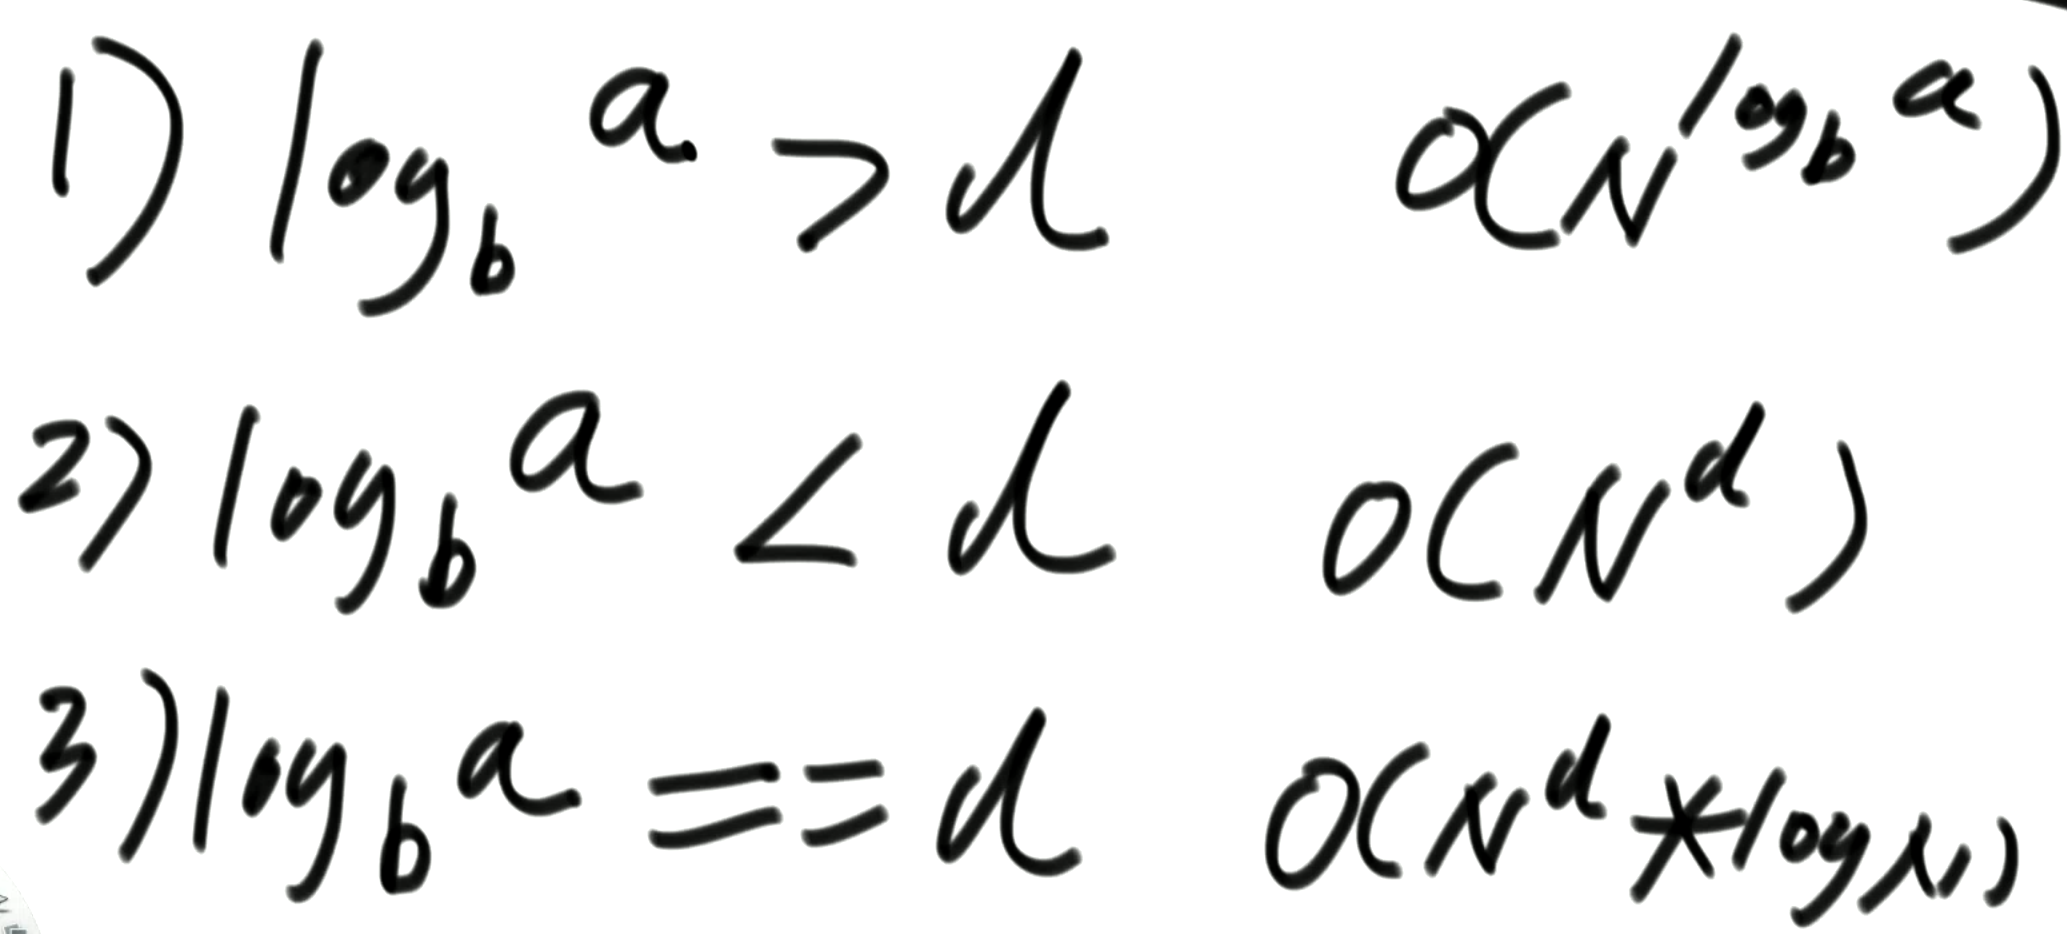 1) log_b^a > d O(N^{log_b^a})
2) log_b^a < d O(N^d)
3) log_b^a == d O(N^d * log N)